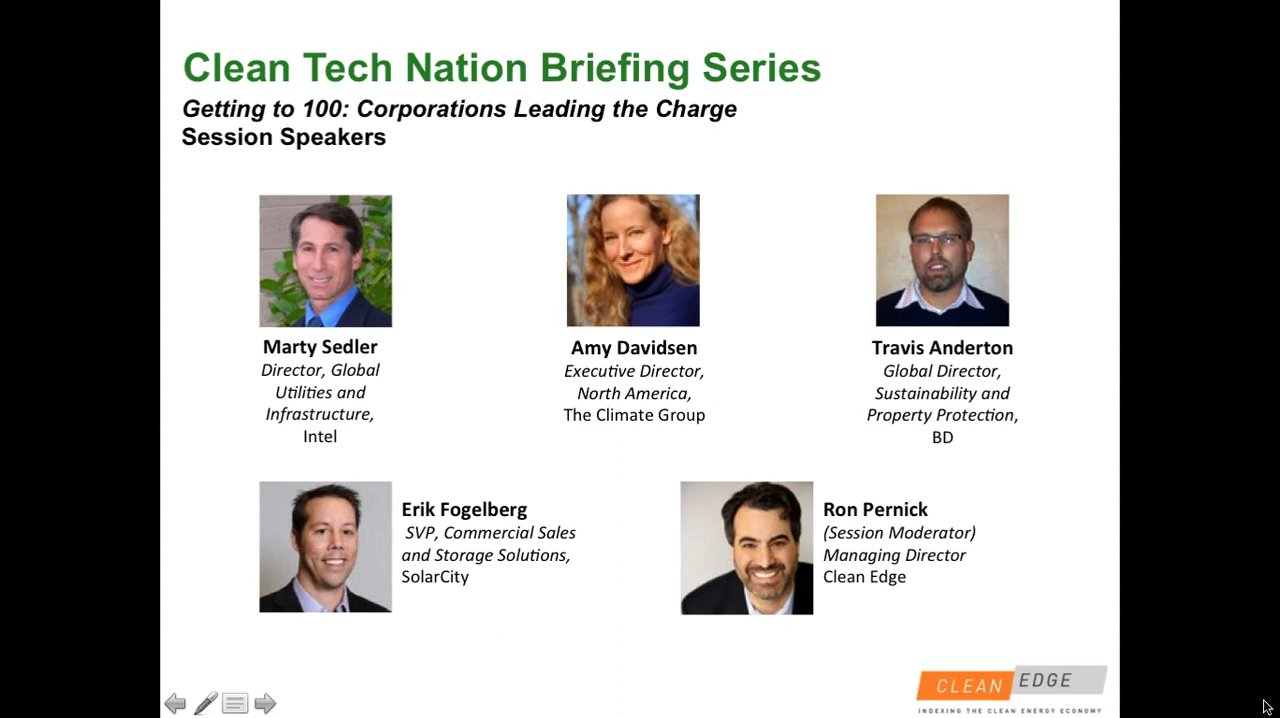 Clean Tech Nation Briefing Series
Getting to 100: Corporations Leading the Charge
Session Speakers
Marty Sedler
Director, Global
Utilities and
Infrastructure,
Intel
Amy Davidsen
Executive Director,
North America,
The Climate Group
Travis Anderton
Global Director,
Sustainability and
Property Protection,
BD
Erik Fogelberg
SVP, Commercial Sales
and Storage Solutions,
SolarCity
Ron Pernick
(Session Moderator)
Managing Director
Clean Edge
CLEAN EDGE
INDEXING THE CLEAN ENERGY ECONOMY